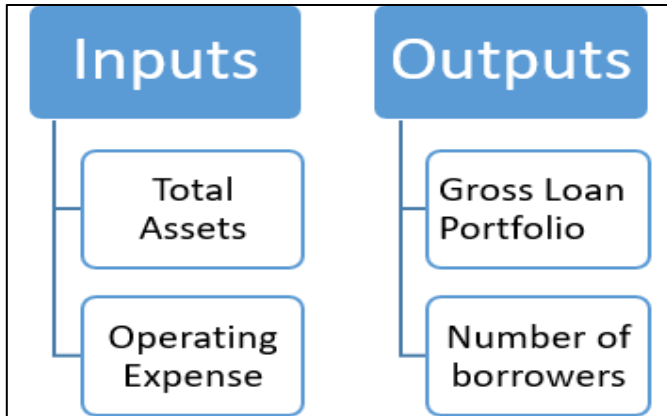 Inputs
Total
Assets
Operating
Expense
Outputs
Gross Loan
Portfolio
Number of
borrowers